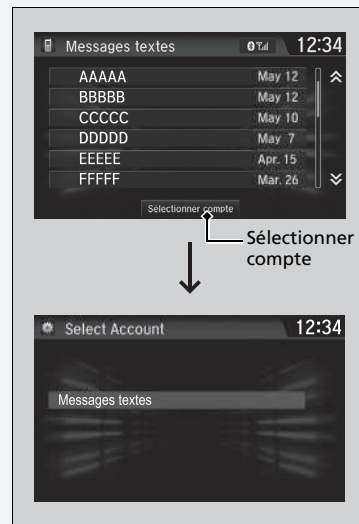 Messages textes 12:34
AAAAA May 12
BBBBB May 12
CCCCC May 10
DDDDD May 7
EEEEE Apr. 15
FFFFF Mar. 26
Sélectionner compte
Sélectionner
compte
Select Account 12:34
Messages textes